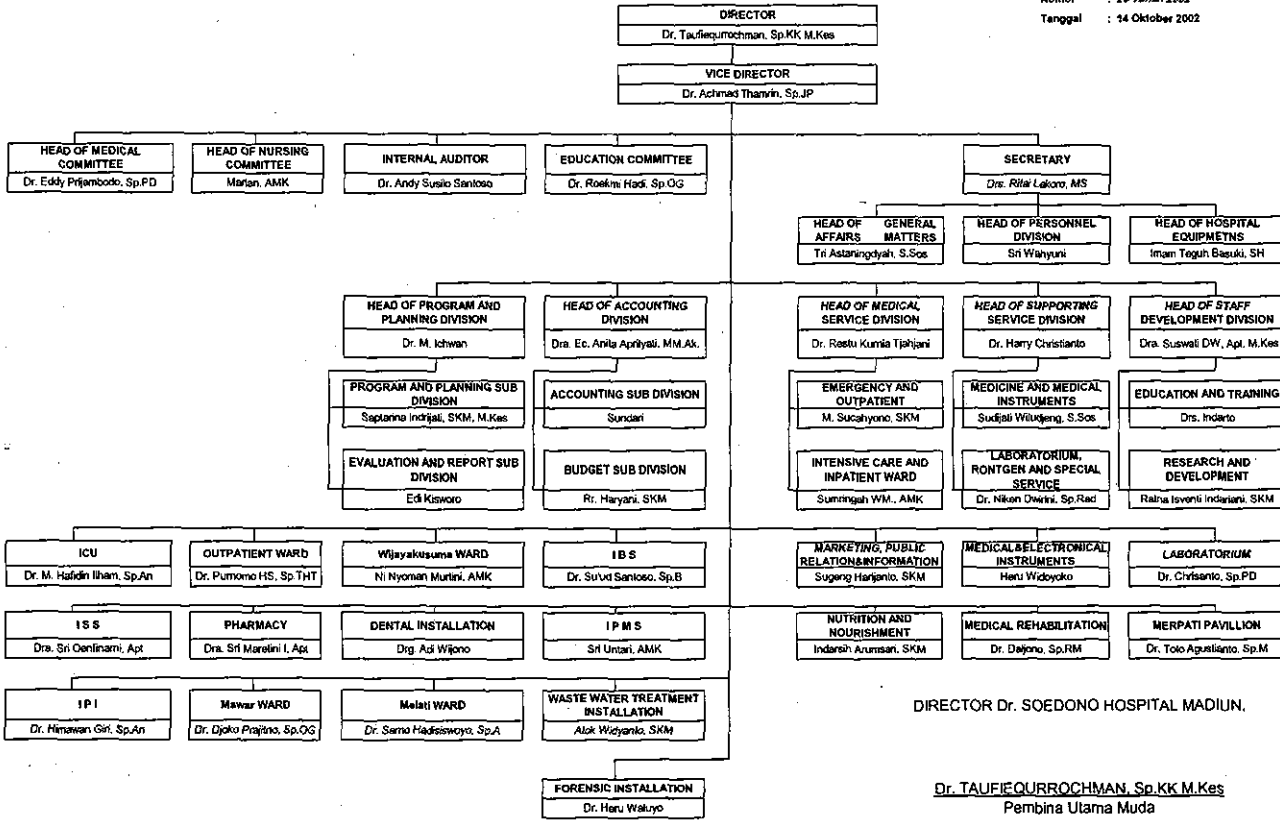 Nomor : 20 Tahun 2002
Tanggal : 14 Oktober 2002
DIRECTOR
Dr. Taufiequrrochman, Sp.KK M.Kes
VICE DIRECTOR
Dr. Achmad Thamrin, Sp.JP
HEAD OF MEDICAL
COMMITTEE
Dr. Eddy Prijambodo, Sp.PD
HEAD OF NURSING
COMMITTEE
Marlan, AMK
INTERNAL AUDITOR
Dr. Andy Susilo Santoso
EDUCATION COMMITTEE
Dr. Roekmi Hadi, Sp.OG
SECRETARY
Drs. Rifai Lakoro, MS
HEAD OF GENERAL
AFFAIRS MATTERS
Tri Astaningdyah, S.Sos
HEAD OF PERSONNEL
DIVISION
Sri Wahyuni
HEAD OF HOSPITAL
EQUIPMETNS
Imam Teguh Basuki, SH
HEAD OF PROGRAM AND
PLANNING DIVISION
Dr. M. Ichwan
HEAD OF ACCOUNTING
DIVISION
Dra. Ec. Anita Apriliyati, MM.Ak.
HEAD OF MEDICAL
SERVICE DIVISION
Dr. Restu Kurnia Tjahjani
HEAD OF SUPPORTING
SERVICE DIVISION
Dr. Harry Christianto
HEAD OF STAFF
DEVELOPMENT DIVISION
Dra. Suswati DW, Apt. M.Kes
PROGRAM AND PLANNING SUB
DIVISION
Saptarina Indrijati, SKM, M.Kes
ACCOUNTING SUB DIVISION
Sundari
EMERGENCY AND
OUTPATIENT
M. Sucahyono, SKM
MEDICINE AND MEDICAL
INSTRUMENTS
Sudijati Wiludjeng, S.Sos
EDUCATION AND TRAINING
Drs. Indarto
EVALUATION AND REPORT SUB
DIVISION
Edi Kisworo
BUDGET SUB DIVISION
Rr. Haryani, SKM
INTENSIVE CARE AND
INPATIENT WARD
Sumringah WM., AMK
LABORATORIUM,
RONTGEN AND SPECIAL
SERVICE
Dr. Niken Dwirini, Sp.Rad
RESEARCH AND
DEVELOPMENT
Ratna Isventi Indariani, SKM
ICU
Dr. M. Hafidin Ilham, Sp.An
OUTPATIENT WARD
Dr. Purnomo HS, Sp.THT
Wijayakusuma WARD
Ni Nyoman Murtini, AMK
I B S
Dr. Su'ud Santoso, Sp.B
MARKETING, PUBLIC
RELATION&INFORMATION
Sugeng Harijanto, SKM
MEDICAL&ELECTRONICAL
INSTRUMENTS
Heru Widoyoko
LABORATORIUM
Dr. Chrisanto, Sp.PD
I S S
Dra. Sri Oenlinarni, Apt
PHARMACY
Dra. Sri Maretini I, Apt
DENTAL INSTALLATION
Drg. Adi Wijono
I P M S
Sri Untari, AMK
NUTRITION AND
NOURISHMENT
Indarsih Arumsari, SKM
MEDICAL REHABILITATION
Dr. Daljono, Sp.RM
MERPATI PAVILLION
Dr. Toto Agustianto, Sp.M
I P I
Dr. Himawan Giri, Sp.An
Mawar WARD
Dr. Djoko Prajitno, Sp.OG
Melati WARD
Dr. Sarno Hadisiswoyo, Sp.A
WASTE WATER TREATMENT
INSTALLATION
Atok Widyanto, SKM
FORENSIC INSTALLATION
Dr. Heru Waluyo
DIRECTOR Dr. SOEDONO HOSPITAL MADIUN,
Dr. TAUFIEQURROCHMAN, Sp.KK M.Kes
Pembina Utama Muda